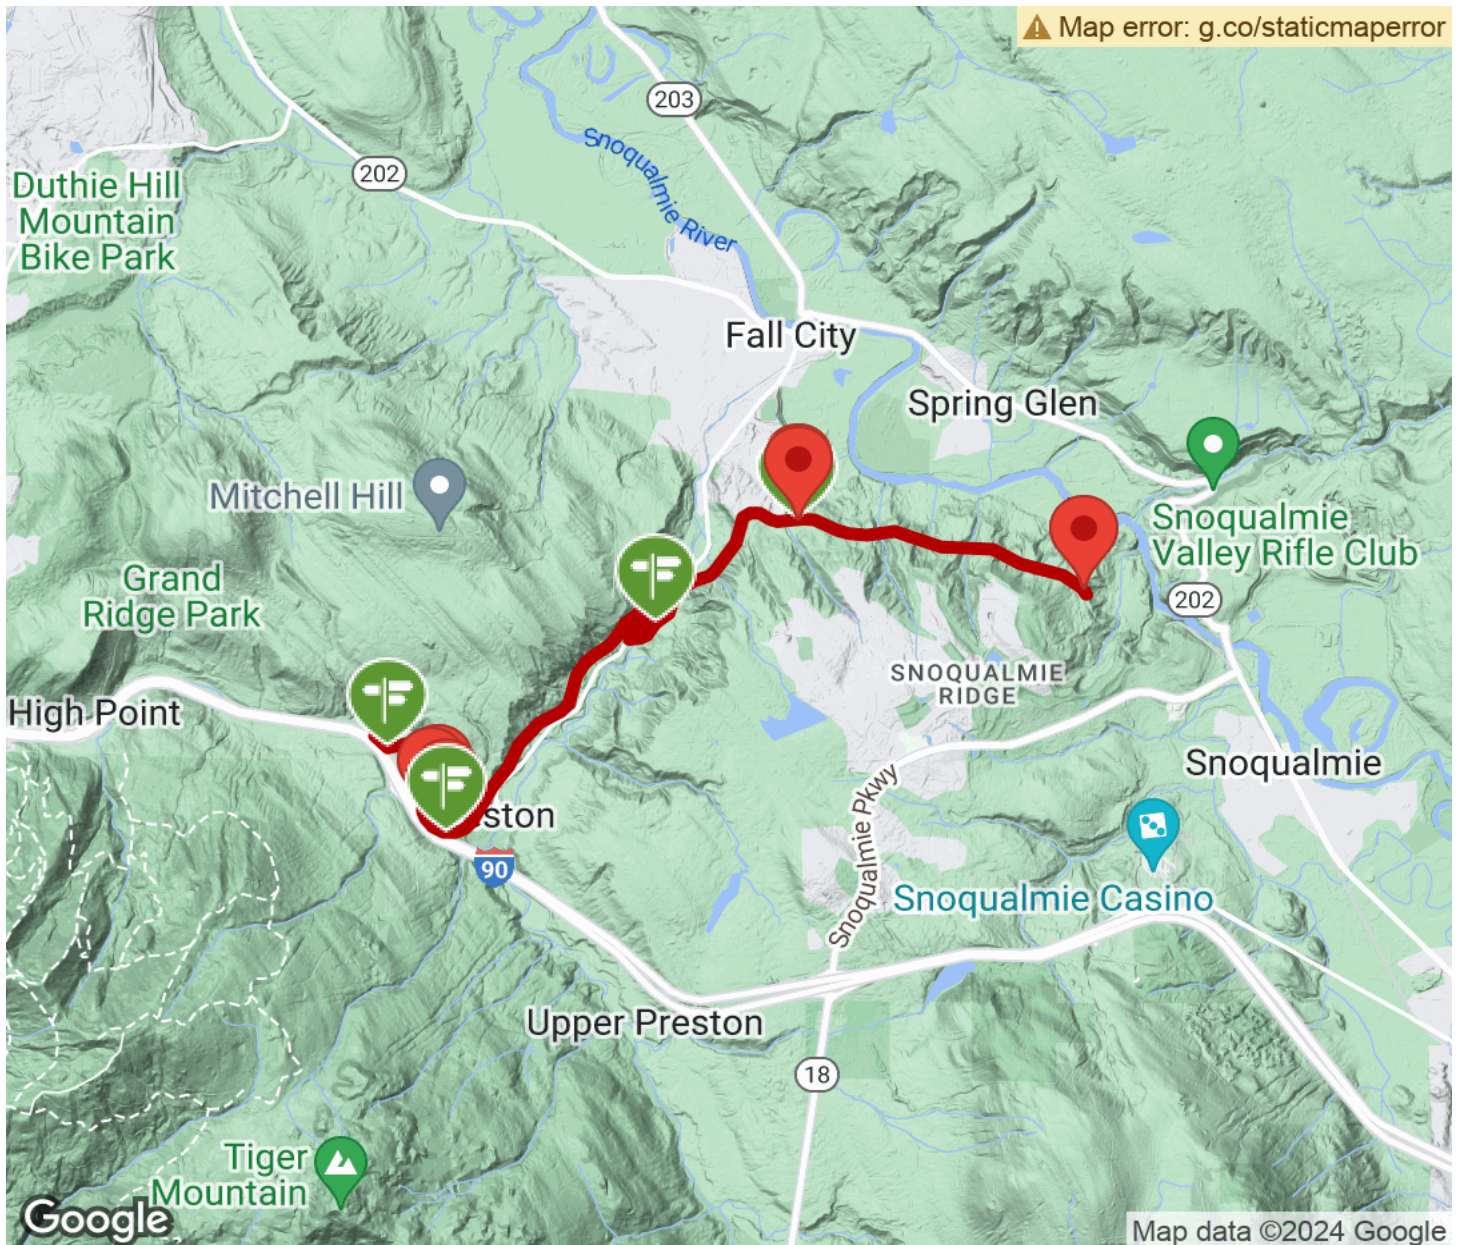 Map error: g.co/staticmaperror
203
Snoqualmie River
202
Duthie Hill
Mountain
Bike Park
Fall City
Spring Glen
Mitchell Hill
Snoqualmie
Valley Rifle Club
Grand
Ridge Park
202
SNOQUALMIE
RIDGE
High Point
Snoqualmie
ston
Snoqualmie Pkwy
90
Snoqualmie Casino
Upper Preston
18
Tiger
Mountain
Google
Map data ©2024 Google